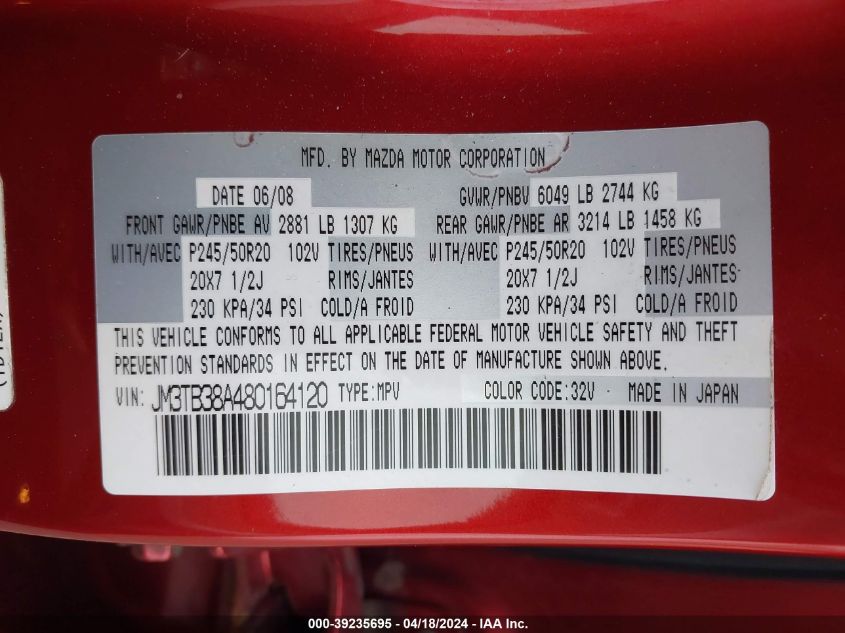 MFD. BY MAZDA MOTOR CORPORATION
DATE 06/08 GVWR/PNBV 6049 LB 2744 KG
FRONT GAWR/PNBE AV 2881 LB 1307 KG REAR GAWR/PNBE AR 3214 LB 1458 KG
WITH/AVEC P245/50R20 102V TIRES/PNEUS WITH/AVEC P245/50R20 102V TIRES/PNEUS
20X7 1/2J RIMS/JANTES 20X7 1/2J RIMS/JANTES
230 KPA/34 PSI COLD/A FROID 230 KPA/34 PSI COLD/A FROID
THIS VEHICLE CONFORMS TO ALL APPLICABLE FEDERAL MOTOR VEHICLE SAFETY AND THEFT
PREVENTION STANDARDS IN EFFECT ON THE DATE OF MANUFACTURE SHOWN ABOVE.
VIN: JM3TB38A480164120 TYPE:MPV COLOR CODE:32V MADE IN JAPAN
000-39235695 - 04/18/2024 - IAA Inc.